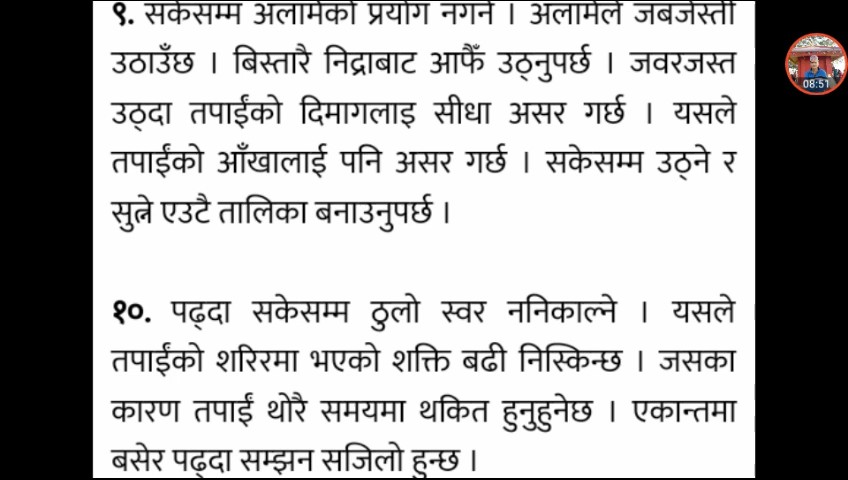 ९. सकेसम्म अलार्मको प्रयोग नगर्ने । अलार्मले जबर्जस्ती
उठाउँछ । बिस्तारै निद्राबाट आफैँ उठ्नुपर्छ । जवरजस्त
उठ्दा तपाईंको दिमागलाइ सीधा असर गर्छ । यसले
तपाईंको आँखालाई पनि असर गर्छ । सकेसम्म उठ्ने र
सुत्ने एउटै तालिका बनाउनुपर्छ ।
१०. पढ्दा सकेसम्म ठुलो स्वर ननिकाल्ने । यसले
तपाईंको शरिरमा भएको शक्ति बढी निस्किन्छ । जसका
कारण तपाईं थोरै समयमा थकित हुनुहुनेछ । एकान्तमा
बसेर पढ्दा सम्झन सजिलो हुन्छ ।
08:51